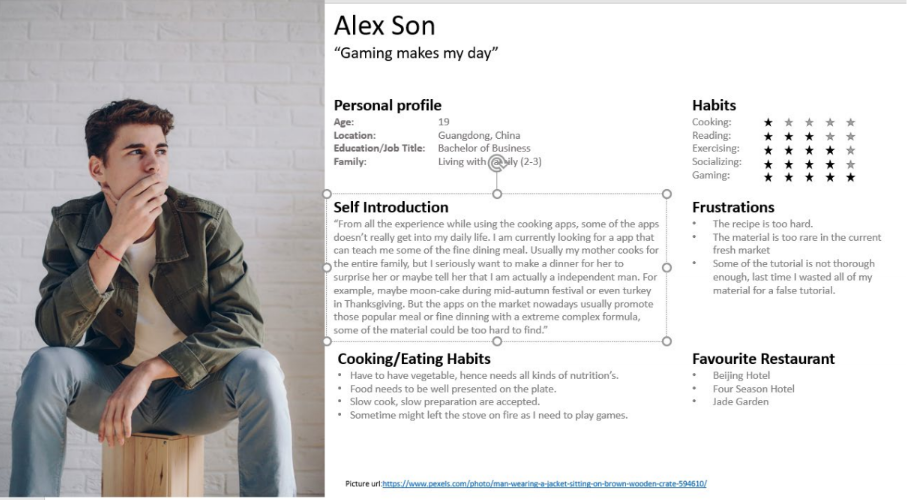 Alex Son
“Gaming makes my day”
Personal profile
Age: 19
Location: Guangdong, China
Education/Job Title: Bachelor of Business
Family: Living with family (2-3)
Habits
Cooking: ★ ★ ★ ★ ★
Reading: ★ ★ ★ ★ ★
Exercising: ★ ★ ★ ★ ★
Socializing: ★ ★ ★ ★ ★
Gaming: ★ ★ ★ ★ ★
Self Introduction
“From all the experience while using the cooking apps, some of the apps
doesn’t really get into my daily life. I am currently looking for a app that
can teach me some of the fine dining meal. Usually my mother cooks for
the entire family, but I seriously want to make a dinner for her to
surprise her or maybe tell her that I am actually a independent man. For
example, maybe moon-cake during mid-autumn festival or even turkey
in Thanksgiving. But the apps on the market nowadays usually promote
those popular meal or fine dinning with a extreme complex formula,
some of the material could be too hard to find.”
Frustrations
• The recipe is too hard.
• The material is too rare in the current
fresh market
• Some of the tutorial is not thorough
enough, last time I wasted all of my
material for a false tutorial.
Cooking/Eating Habits
• Have to have vegetable, hence needs all kinds of nutrition’s.
• Food needs to be well presented on the plate.
• Slow cook, slow preparation are accepted.
• Sometime might left the stove on fire as I need to play games.
Favourite Restaurant
• Beijing Hotel
• Four Season Hotel
• Jade Garden
Picture url:https://www.pexels.com/photo/man-wearing-a-jacket-sitting-on-brown-wooden-crate-594610/